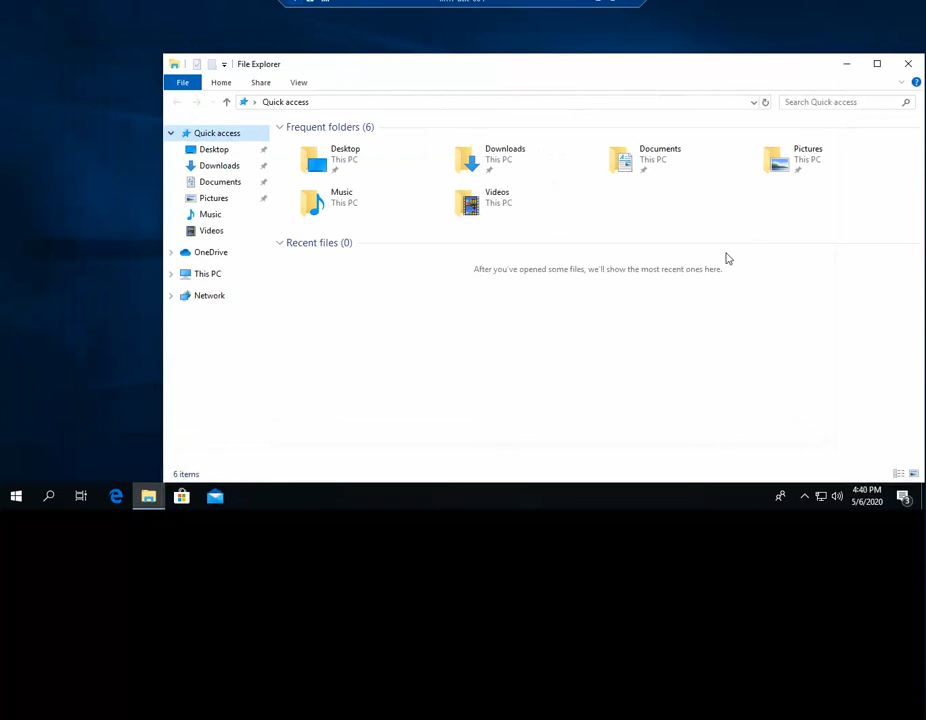 File Explorer
File Home Share View
Quick access Search Quick access
Quick access
Desktop
Downloads
Documents
Pictures
Music
Videos
OneDrive
This PC
Network
Frequent folders (6)
Desktop
This PC
Downloads
This PC
Documents
This PC
Pictures
This PC
Music
This PC
Videos
This PC
Recent files (0)
After you've opened some files, we'll show the most recent ones here.
6 items
4:40 PM
5/6/2020
3